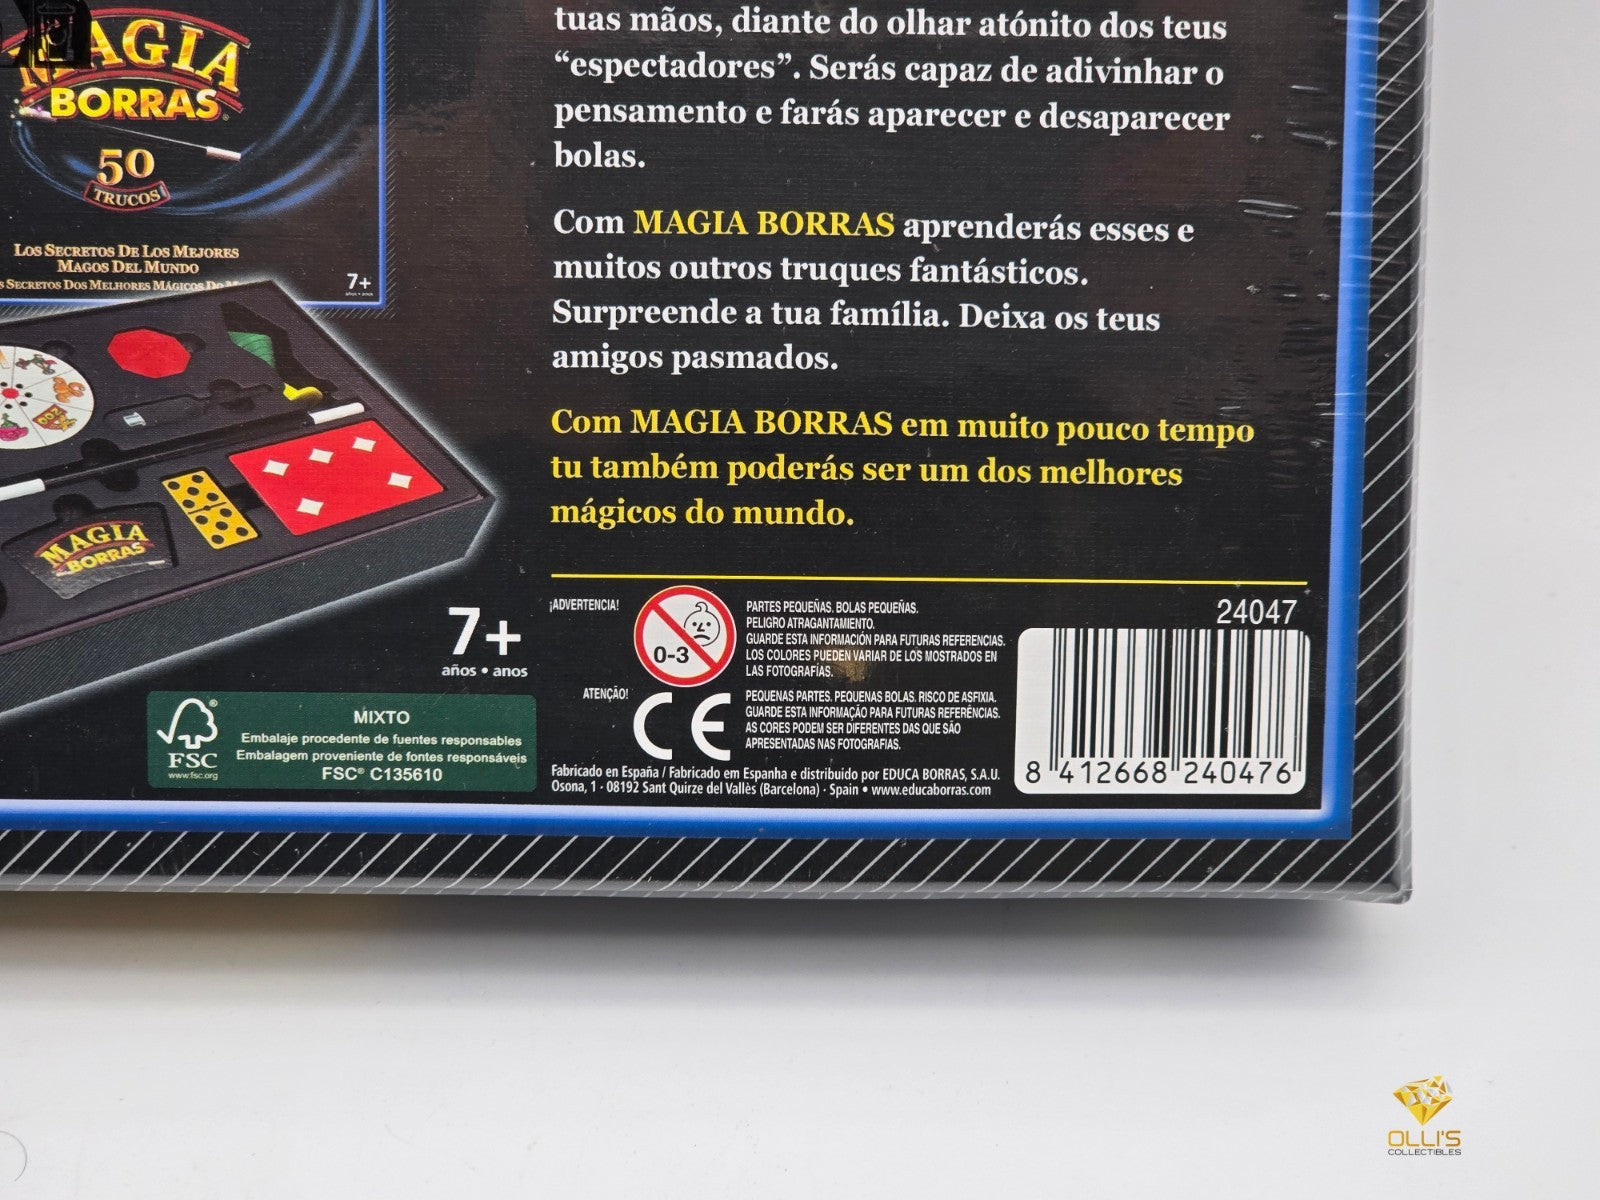 MAGIA
BORRAS®
50
TRUCOS
LOS SECRETOS DE LOS MEJORES
MAGOS DEL MUNDO
SECRETOS DOS MELHORES MÁGICOS DO
7+
MAGIA
BORRAS
tuas mãos, diante do olhar atónito dos teus
“espectadores”. Serás capaz de adivinhar o
pensamento e farás aparecer e desaparecer
bolas.
Com MAGIA BORRAS aprenderás esses e
muitos outros truques fantásticos.
Surpreende a tua família. Deixa os teus
amigos pasmados.
Com MAGIA BORRAS em muito pouco tempo
tu também poderás ser um dos melhores
mágicos do mundo.
7+
años • anos
¡ADVERTENCIA!
0-3
PARTES PEQUEÑAS. BOLAS PEQUEÑAS.
PELIGRO ATRAGANTAMIENTO.
GUARDE ESTA INFORMACIÓN PARA FUTURAS REFERENCIAS.
LOS COLORES PUEDEN VARIAR DE LOS MOSTRADOS EN
LAS FOTOGRAFÍAS.
ATENÇÃO!
CE
PEQUENAS PARTES. PEQUENAS BOLAS. RISCO DE ASFIXIA.
GUARDE ESTA INFORMAÇÃO PARA FUTURAS REFERÊNCIAS.
AS CORES PODEM SER DIFERENTES DAS QUE SÃO
APRESENTADAS NAS FOTOGRAFIAS.
Fabricado en España / Fabricado em Espanha e distribuido por EDUCA BORRAS, S.A.U.
Osona, 1 · 08192 Sant Quirze del Vallès (Barcelona) · Spain • www.educaborras.com
24047
8 412668 240476
FSC
www.fsc.org
MIXTO
Embalaje procedente de fuentes responsables
Embalagem proveniente de fontes responsáveis
FSC® C135610
OLLI'S
COLLECTIBLES